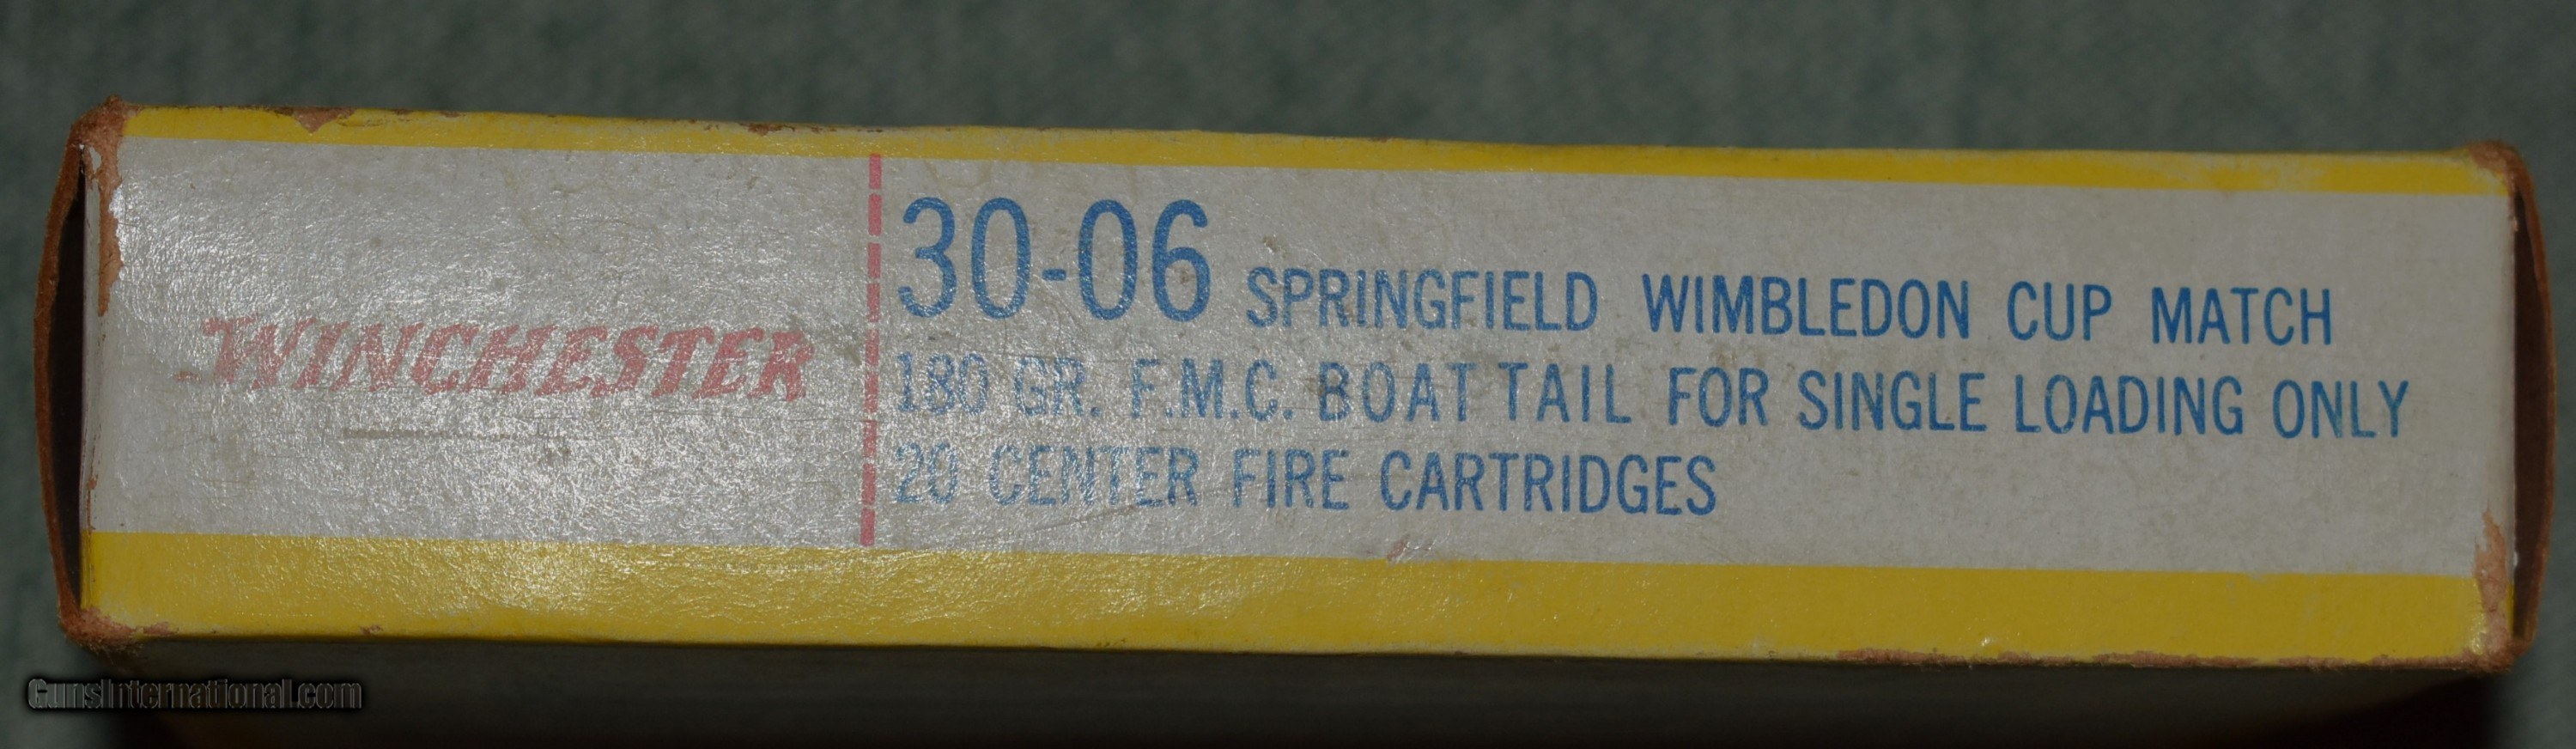 WINCHESTER
30-06 SPRINGFIELD WIMBLEDON CUP MATCH
180 GR. F.M.C. BOAT TAIL FOR SINGLE LOADING ONLY
20 CENTER FIRE CARTRIDGES
GunsInternational.com